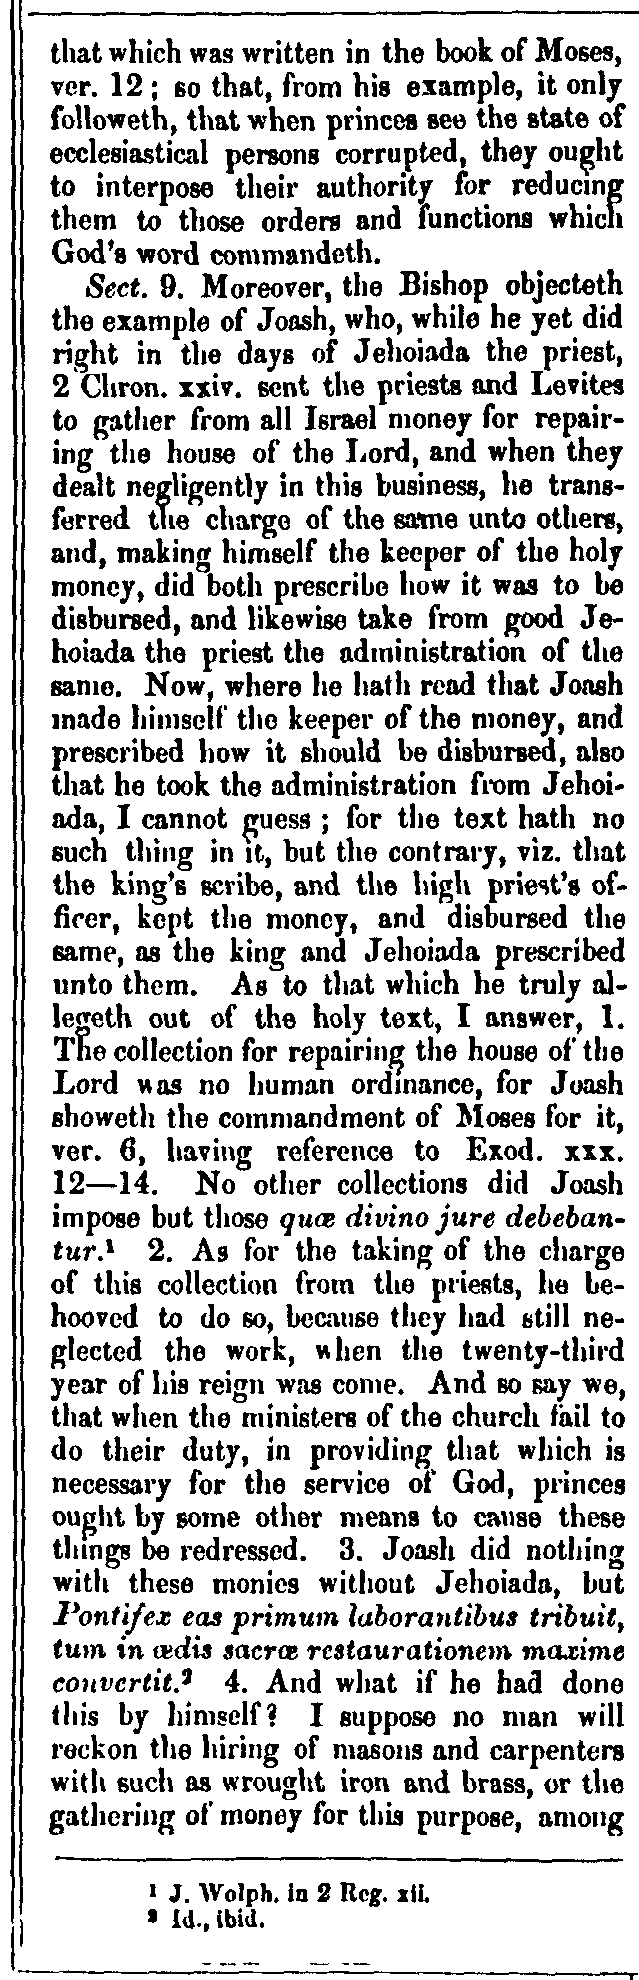 that which was written in the book of Moses,
ver. 12; so that, from his example, it only
followeth, that when princes see the state of
ecclesiastical persons corrupted, they ought
to interpose their authority for reducing
them to those orders and functions which
God's word commandeth.
Sect. 9. Moreover, the Bishop objecteth
the example of Joash, who, while he yet did
right in the days of Jehoiada the priest,
2 Chron. xxiv. sent the priests and Levites
to gather from all Israel money for repair-
ing the house of the Lord, and when they
dealt negligently in this business, he trans-
ferred the charge of the same unto others,
and, making himself the keeper of the holy
money, did both prescribe how it was to be
disbursed, and likewise take from good Je-
hoiada the priest the administration of the
same. Now, where he hath read that Joash
made himself the keeper of the money, and
prescribed how it should be disbursed, also
that he took the administration from Jehoi-
ada, I cannot guess; for the text hath no
such thing in it, but the contrary, viz. that
the king's scribe, and the high priest's of-
ficer, kept the money, and disbursed the
same, as the king and Jehoiada prescribed
unto them. As to that which he truly al-
legeth out of the holy text, I answer, 1.
The collection for repairing the house of the
Lord was no human ordinance, for Joash
showeth the commandment of Moses for it,
ver. 6, having reference to Exod. xxx.
12—14. No other collections did Joash
impose but those quæ divino jure debeban-
tur.¹ 2. As for the taking of the charge
of this collection from the priests, he be-
hooved to do so, because they had still ne-
glected the work, when the twenty-third
year of his reign was come. And so say we,
that when the ministers of the church fail to
do their duty, in providing that which is
necessary for the service of God, princes
ought by some other means to cause these
things be redressed. 3. Joash did nothing
with these monies without Jehoiada, but
Pontifex eas primum laborantibus tribuit,
tum in ædis sacræ restaurationem maxime
convertit.² 4. And what if he had done
this by himself? I suppose no man will
reckon the hiring of masons and carpenters
with such as wrought iron and brass, or the
gathering of money for this purpose, among
¹ J. Wolph. in 2 Reg. xii.
² Id., ibid.